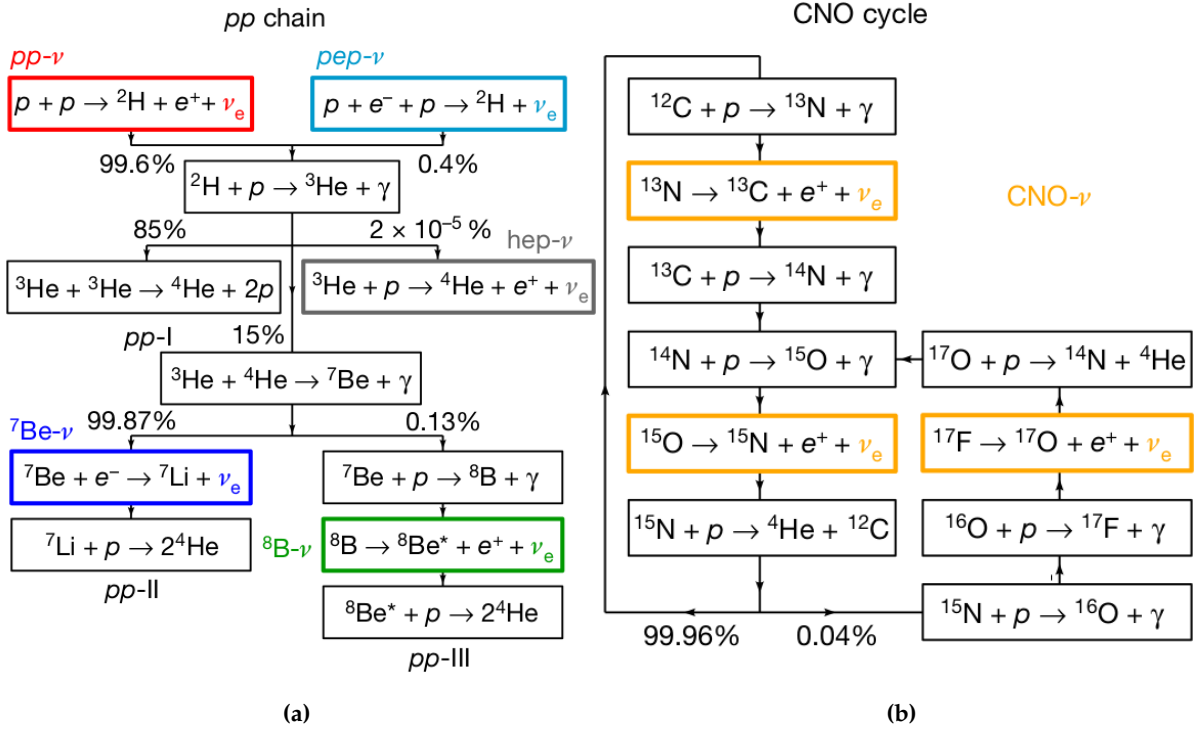 pp chain
pp-ν
pep-ν
p + p → ²H + e⁺ + νₑ
p + e⁻ + p → ²H + νₑ
99.6%
0.4%
²H + p → ³He + γ
85%
2 × 10⁻⁵ %
hep-ν
³He + ³He → ⁴He + 2p
³He + p → ⁴He + e⁺ + νₑ
pp-I
15%
³He + ⁴He → ⁷Be + γ
⁷Be-ν
99.87%
0.13%
⁷Be + e⁻ → ⁷Li + νₑ
⁷Be + p → ⁸B + γ
⁷Li + p → 2⁴He
⁸B-ν
⁸B → ⁸Be* + e⁺ + νₑ
pp-II
⁸Be* + p → 2⁴He
pp-III
(a)
CNO cycle
¹²C + p → ¹³N + γ
¹³N → ¹³C + e⁺ + νₑ
CNO-ν
¹³C + p → ¹⁴N + γ
¹⁴N + p → ¹⁵O + γ
¹⁷O + p → ¹⁴N + ⁴He
¹⁵O → ¹⁵N + e⁺ + νₑ
¹⁷F → ¹⁷O + e⁺ + νₑ
¹⁵N + p → ⁴He + ¹²C
¹⁶O + p → ¹⁷F + γ
¹⁵N + p → ¹⁶O + γ
99.96%
0.04%
(b)